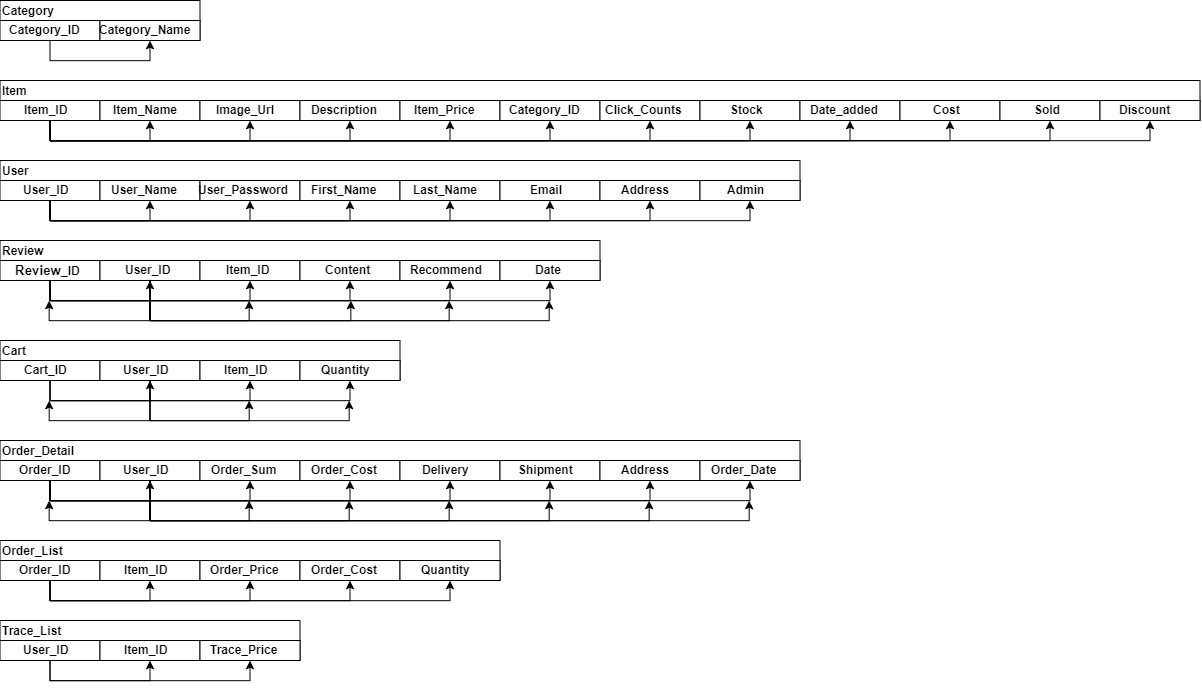 Category
Category_ID Category_Name
Item
Item_ID Item_Name Image_Url Description Item_Price Category_ID Click_Counts Stock Date_added Cost Sold Discount
User
User_ID User_Name User_Password First_Name Last_Name Email Address Admin
Review
Review_ID User_ID Item_ID Content Recommend Date
Cart
Cart_ID User_ID Item_ID Quantity
Order_Detail
Order_ID User_ID Order_Sum Order_Cost Delivery Shipment Address Order_Date
Order_List
Order_ID Item_ID Order_Price Order_Cost Quantity
Trace_List
User_ID Item_ID Trace_Price